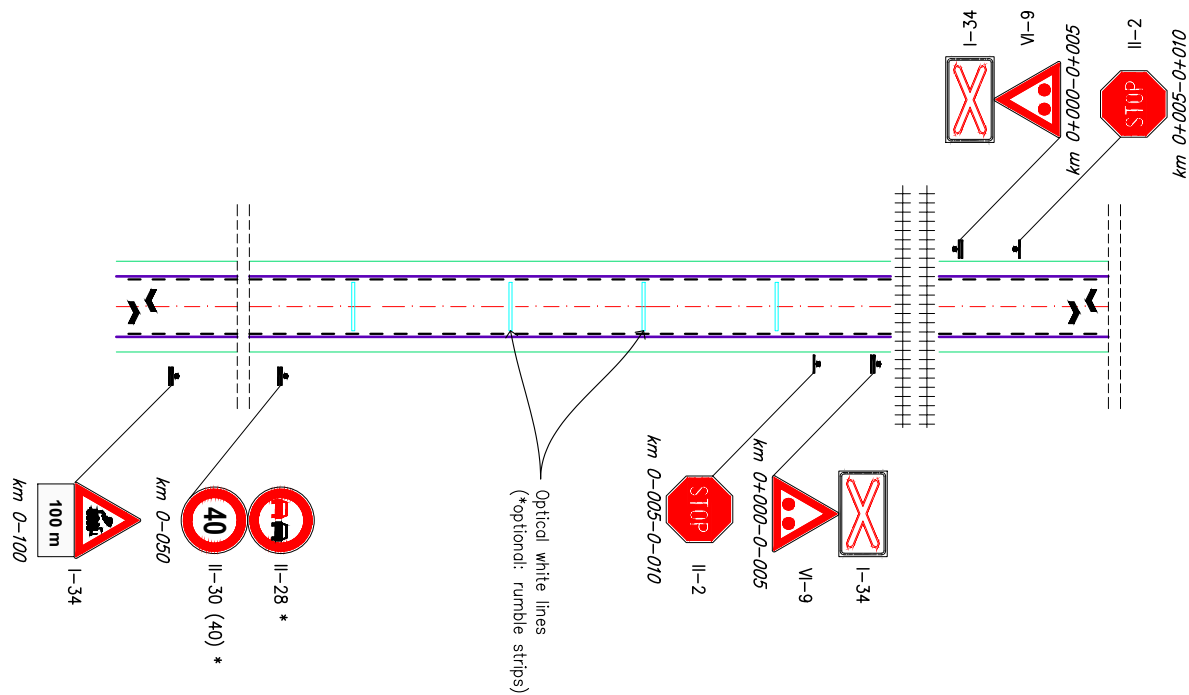 I-34
VI-9
km 0+000-0+005
II-2
km 0+005-0+010
STOP
I-34
VI-9
km 0+000-0-005
II-2
km 0-005-0-010
STOP
Optical white lines
(*optional: rumble strips)
II-28 *
II-30 (40) *
40
km 0-050
I-34
100 m
km 0-100